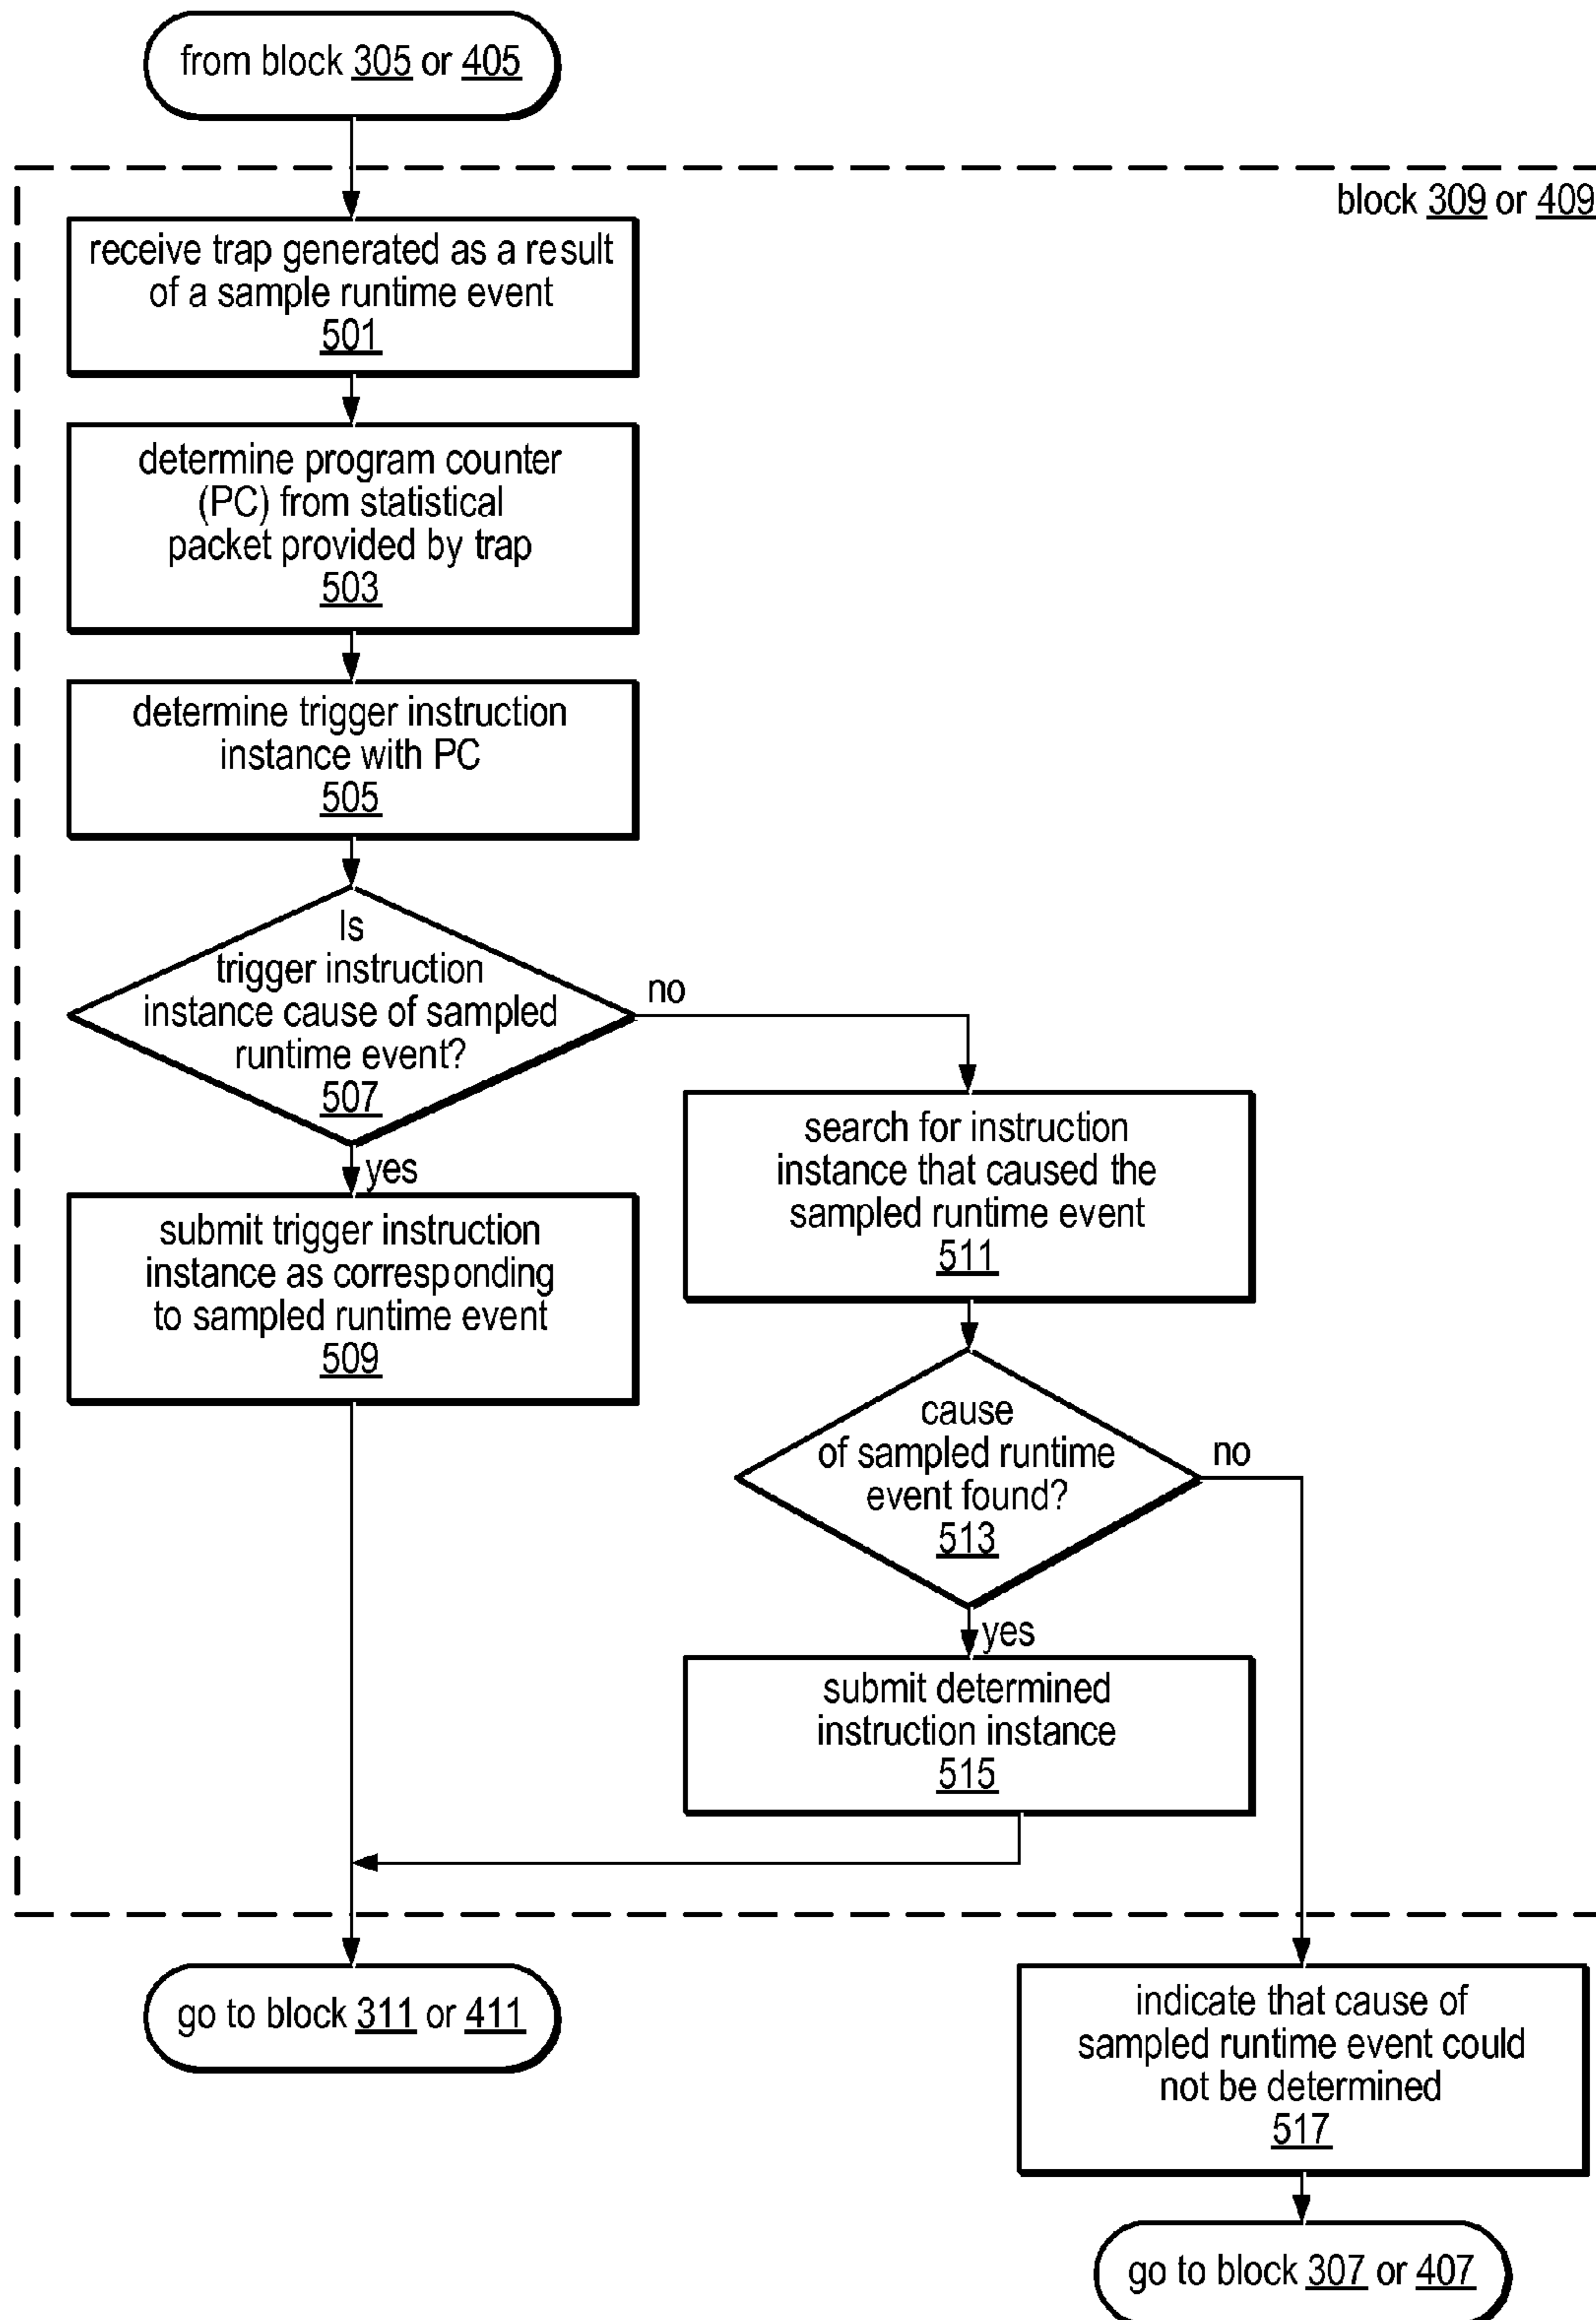 from block 305 or 405
block 309 or 409
receive trap generated as a result
of a sample runtime event
501
determine program counter
(PC) from statistical
packet provided by trap
503
determine trigger instruction
instance with PC
505
Is
trigger instruction
instance cause of sampled
runtime event?
507
no
yes
search for instruction
instance that caused the
sampled runtime event
511
submit trigger instruction
instance as corresponding
to sampled runtime event
509
cause
of sampled runtime
event found?
513
no
yes
submit determined
instruction instance
515
go to block 311 or 411
indicate that cause of
sampled runtime event could
not be determined
517
go to block 307 or 407